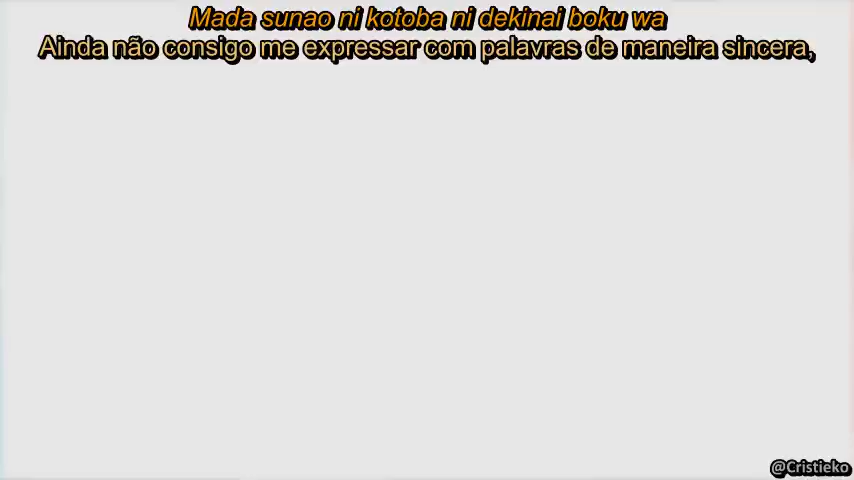 Mada sunao ni kotoba ni dekinai boku wa
Ainda não consigo me expressar com palavras de maneira sincera,
@Cristieko